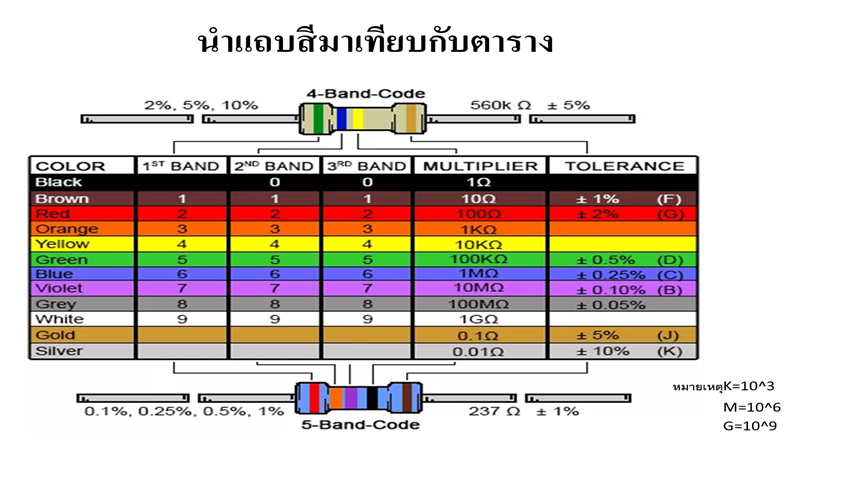 นำแถบสีมาเทียบกับตาราง
4-Band-Code
2%, 5%, 10% 560k Ω ± 5%
COLOR 1ST BAND 2ND BAND 3RD BAND MULTIPLIER TOLERANCE
Black 0 0 1Ω
Brown 1 1 1 10Ω ± 1% (F)
Red 2 2 2 100Ω ± 2% (G)
Orange 3 3 3 1KΩ
Yellow 4 4 4 10KΩ
Green 5 5 5 100KΩ ± 0.5% (D)
Blue 6 6 6 1MΩ ± 0.25% (C)
Violet 7 7 7 10MΩ ± 0.10% (B)
Grey 8 8 8 100MΩ ± 0.05%
White 9 9 9 1GΩ
Gold 0.1Ω ± 5% (J)
Silver 0.01Ω ± 10% (K)
0.1%, 0.25%, 0.5%, 1% 237 Ω ± 1%
5-Band-Code
หมายเหตุK=10^3
M=10^6
G=10^9